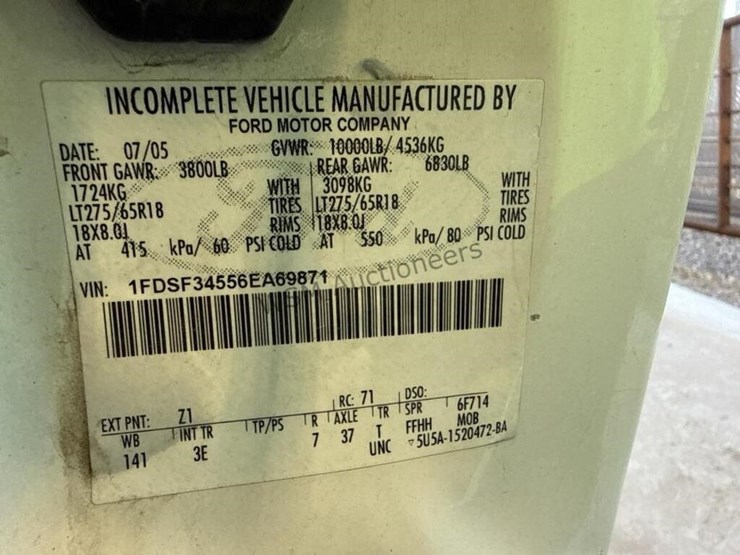 INCOMPLETE VEHICLE MANUFACTURED BY
FORD MOTOR COMPANY
DATE: 07/05 GVWR: 10000LB/ 4536KG
FRONT GAWR: 3800LB REAR GAWR: 6830LB
1724KG WITH 3098KG WITH
LT275/65R18 TIRES LT275/65R18 TIRES
18X8.0J RIMS 18X8.0J RIMS
AT 415 kPa/ 60 PSI COLD AT 550 kPa/ 80 PSI COLD
VIN: 1FDSF34556EA69871
WSM Auctioneers
EXT PNT: Z1 RC: 71 DSO:
WB INT TR TP/PS R AXLE TR SPR 6F714
141 3E 7 37 T FFHH MOB
UNC 5U5A-1520472-BA